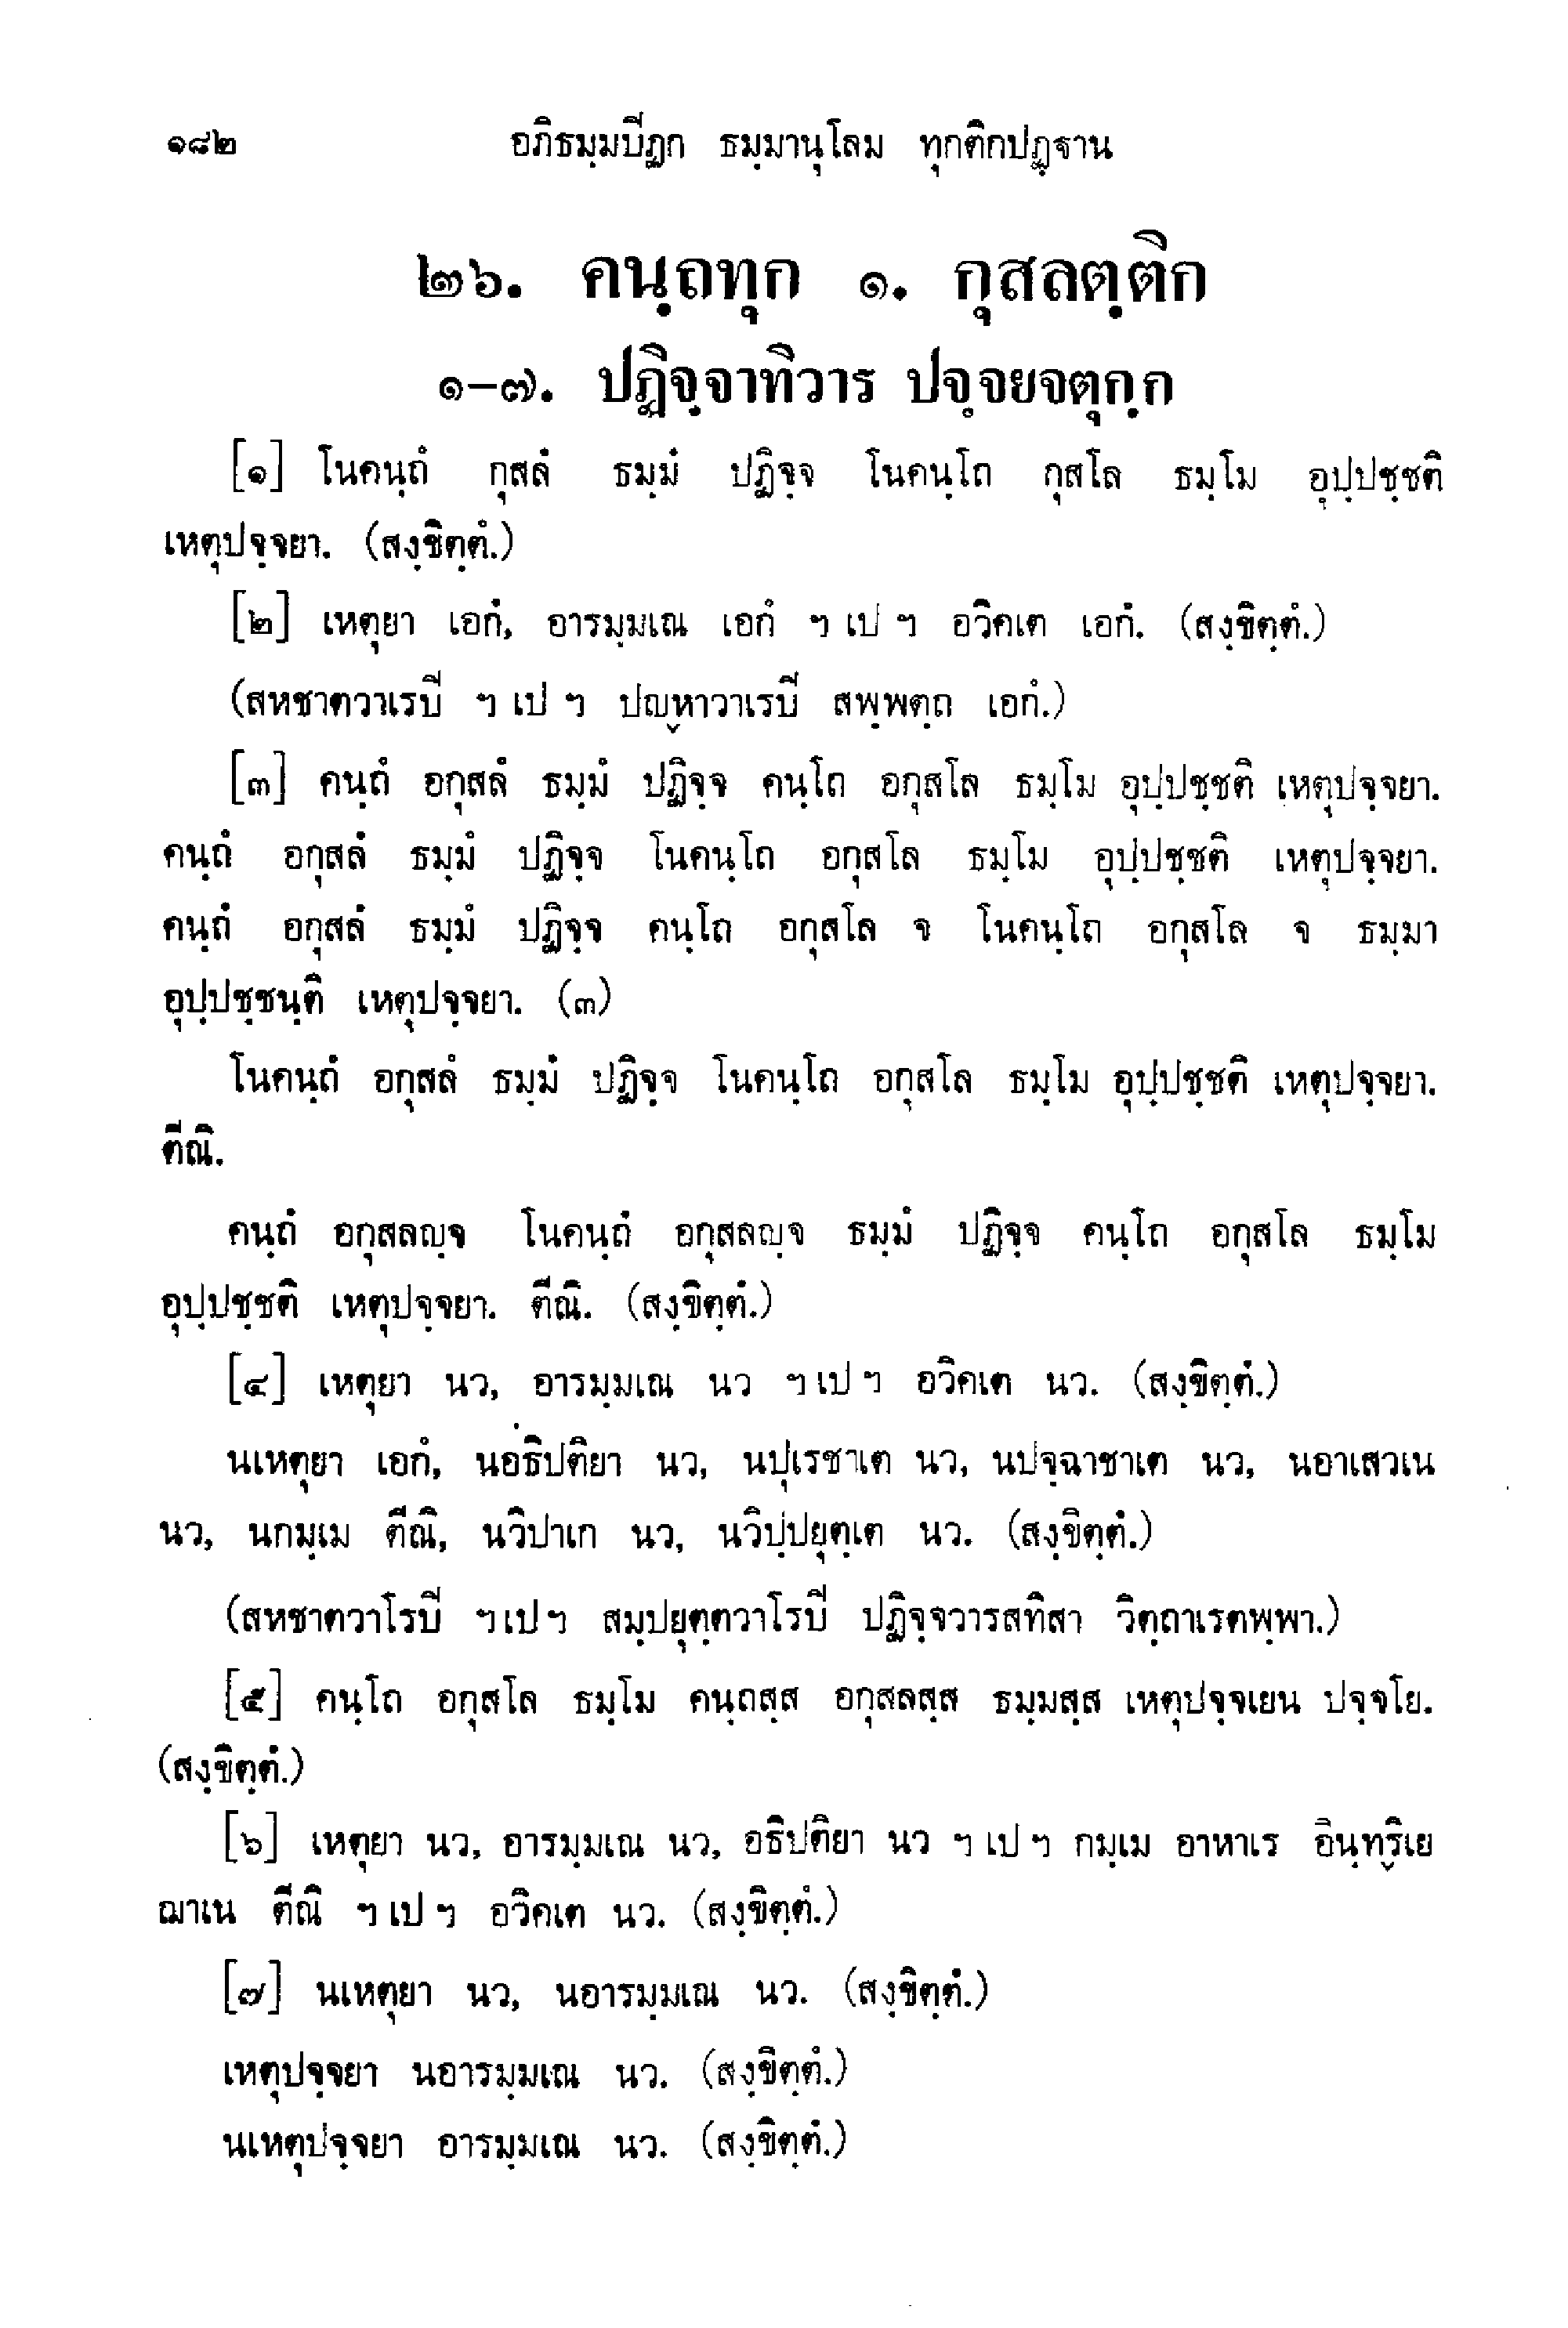 ๑๘๒ อภิธมฺมปิฏก ธมฺมานุโลม ทุกติกปฏฺฐาน
๒๖. คนฺถทุก ๑. กุสลตฺติก
๑–๗. ปฏิจฺจาทิวาร ปจฺจยจตุกฺก
[๑] โนคนฺถํ กุสลํ ธมฺมํ ปฏิจฺจ โนคนฺโถ กุสโล ธมฺโม อุปฺปชฺชติ
เหตุปจฺจยา. (สงฺขิตฺตํ.)
[๒] เหตุยา เอกํ, อารมฺมเณ เอกํ ฯ เป ฯ อวิคเต เอกํ. (สงฺขิตฺตํ.)
(สหชาตวาเรปิ ฯ เป ฯ ปญฺหาวาเรปิ สพฺพตฺถ เอกํ.)
[๓] คนฺถํ อกุสลํ ธมฺมํ ปฏิจฺจ คนฺโถ อกุสโล ธมฺโม อุปฺปชฺชติ เหตุปจฺจยา.
คนฺถํ อกุสลํ ธมฺมํ ปฏิจฺจ โนคนฺโถ อกุสโล ธมฺโม อุปฺปชฺชติ เหตุปจฺจยา.
คนฺถํ อกุสลํ ธมฺมํ ปฏิจฺจ คนฺโถ อกุสโล จ โนคนฺโถ อกุสโล จ ธมฺมา
อุปฺปชฺชนฺติ เหตุปจฺจยา. (๓)
โนคนฺถํ อกุสลํ ธมฺมํ ปฏิจฺจ โนคนฺโถ อกุสโล ธมฺโม อุปฺปชฺชติ เหตุปจฺจยา.
ตีณิ.
คนฺถํ อกุสลญฺจ โนคนฺถํ อกุสลญฺจ ธมฺมํ ปฏิจฺจ คนฺโถ อกุสโล ธมฺโม
อุปฺปชฺชติ เหตุปจฺจยา. ตีณิ. (สงฺขิตฺตํ.)
[๔] เหตุยา นว, อารมฺมเณ นว ฯ เป ฯ อวิคเต นว. (สงฺขิตฺตํ.)
นเหตุยา เอกํ, นอธิปติยา นว, นปุเรชาเต นว, นปจฺฉาชาเต นว, นอาเสวเน
นว, นกมฺเม ตีณิ, นวิปาเก นว, นวิปฺปยุตฺเต นว. (สงฺขิตฺตํ.)
(สหชาตวาโรปิ ฯ เป ฯ สมฺปยุตฺตวาโรปิ ปฏิจฺจวารสทิสา วิตฺถาเรตพฺพา.)
[๕] คนฺโถ อกุสโล ธมฺโม คนฺถสฺส อกุสลสฺส ธมฺมสฺส เหตุปจฺจเยน ปจฺจโย.
(สงฺขิตฺตํ.)
[๖] เหตุยา นว, อารมฺมเณ นว, อธิปติยา นว ฯ เป ฯ กมฺเม อาหาเร อินฺทฺริเย
ฌาเน ตีณิ ฯ เป ฯ อวิคเต นว. (สงฺขิตฺตํ.)
[๗] นเหตุยา นว, นอารมฺมเณ นว. (สงฺขิตฺตํ.)
เหตุปจฺจยา นอารมฺมเณ นว. (สงฺขิตฺตํ.)
นเหตุปจฺจยา อารมฺมเณ นว. (สงฺขิตฺตํ.)